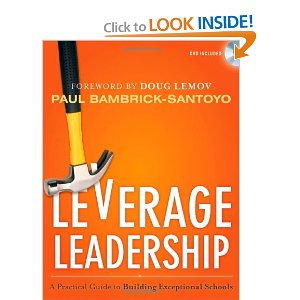 Click to LOOK INSIDE!
DVD INCLUDED
FOREWORD BY DOUG LEMOV
PAUL BAMBRICK-SANTOYO
LEVERAGE
LEADERSHIP
A Practical Guide to Building Exceptional Schools